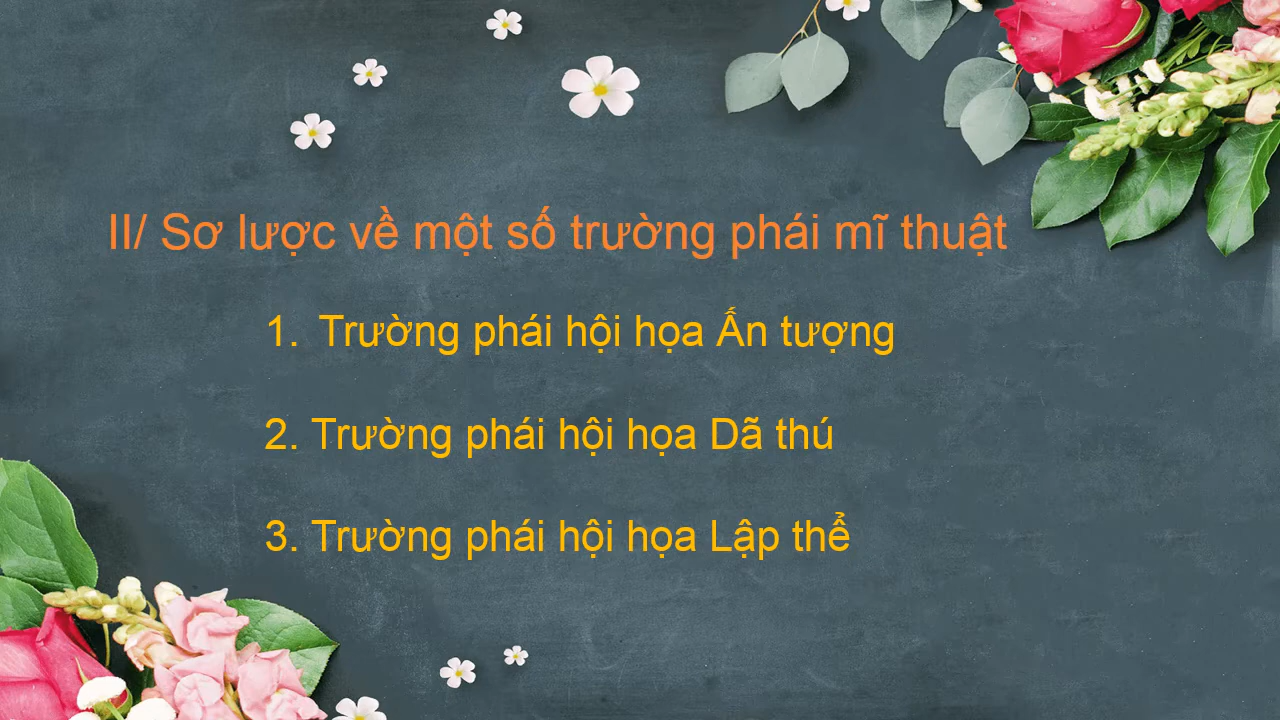 II/ Sơ lược về một số trường phái mĩ thuật
1. Trường phái hội họa Ấn tượng
2. Trường phái hội họa Dã thú
3. Trường phái hội họa Lập thể